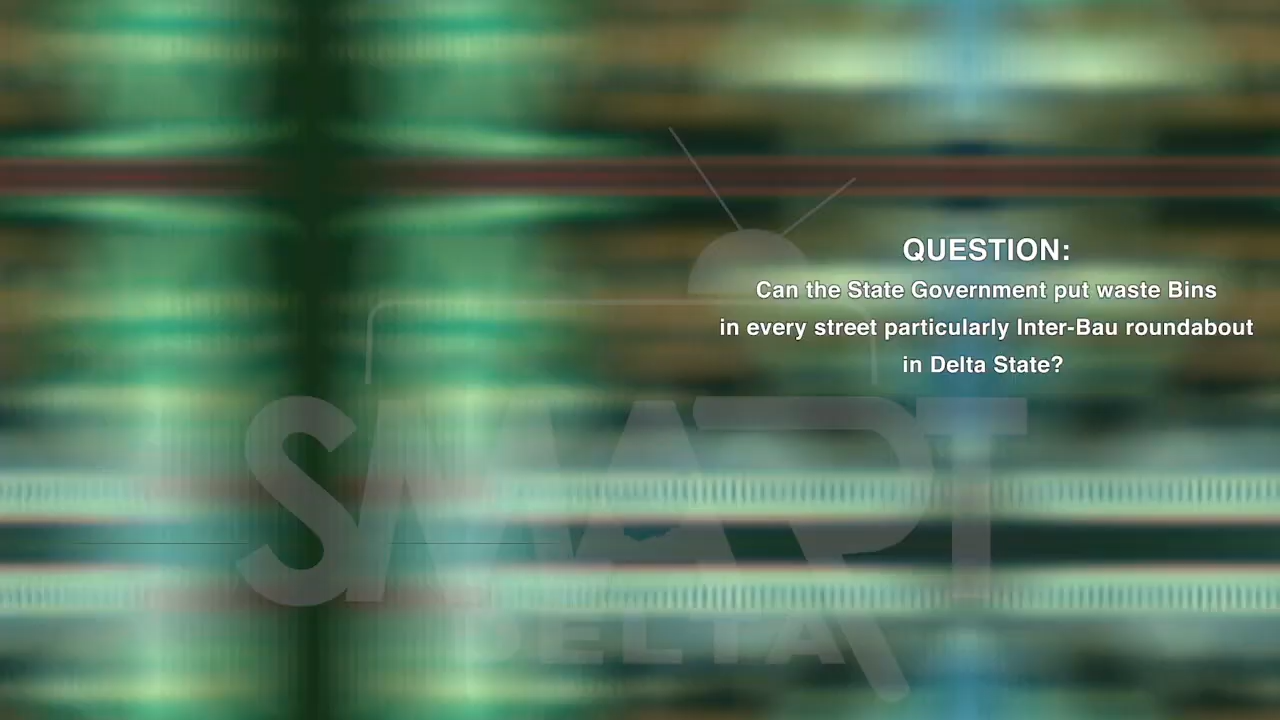 QUESTION:
Can the State Government put waste Bins
in every street particularly Inter-Bau roundabout
in Delta State?
SMART
DELTA